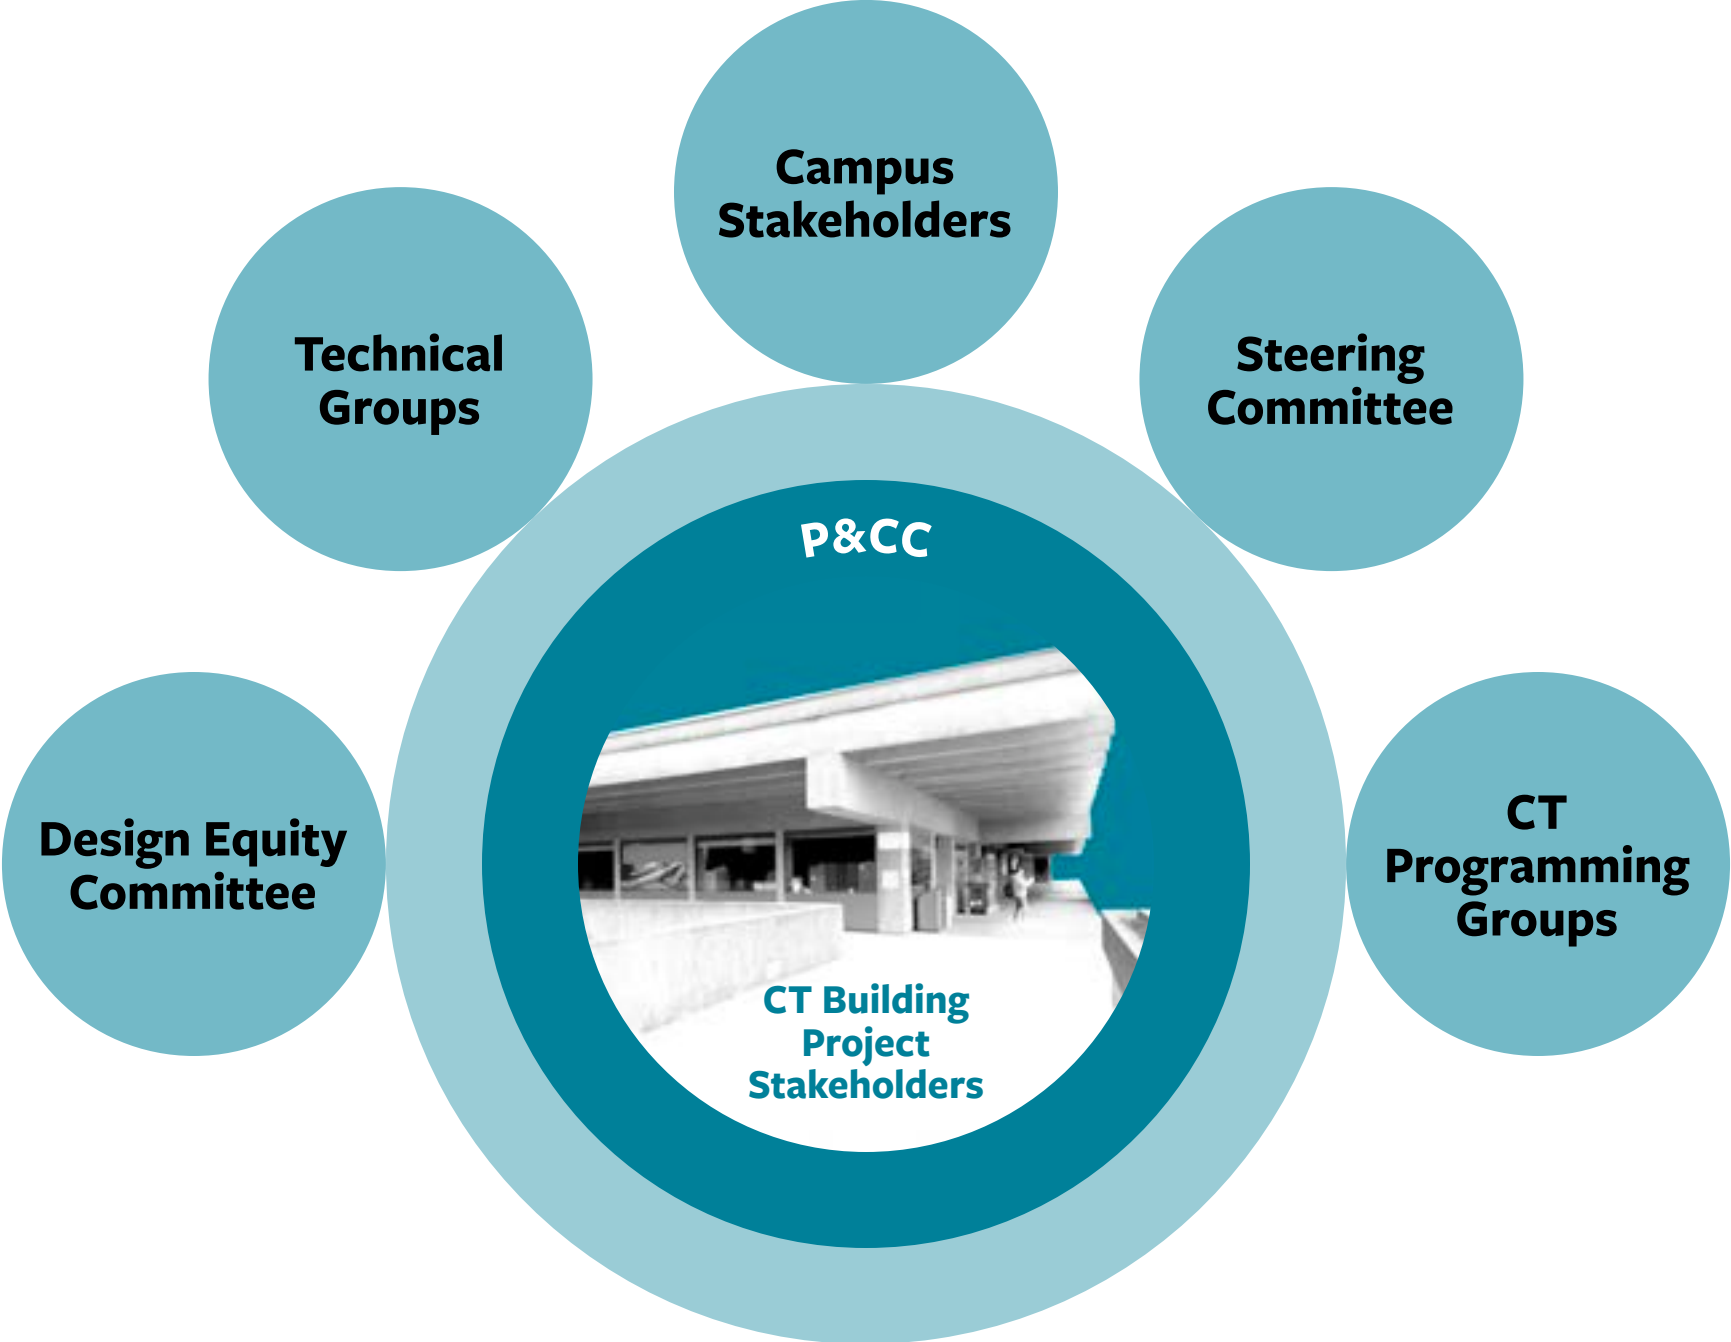 Campus
Stakeholders
Technical
Groups
Steering
Committee
P&CC
Design Equity
Committee
CT
Programming
Groups
CT Building
Project
Stakeholders